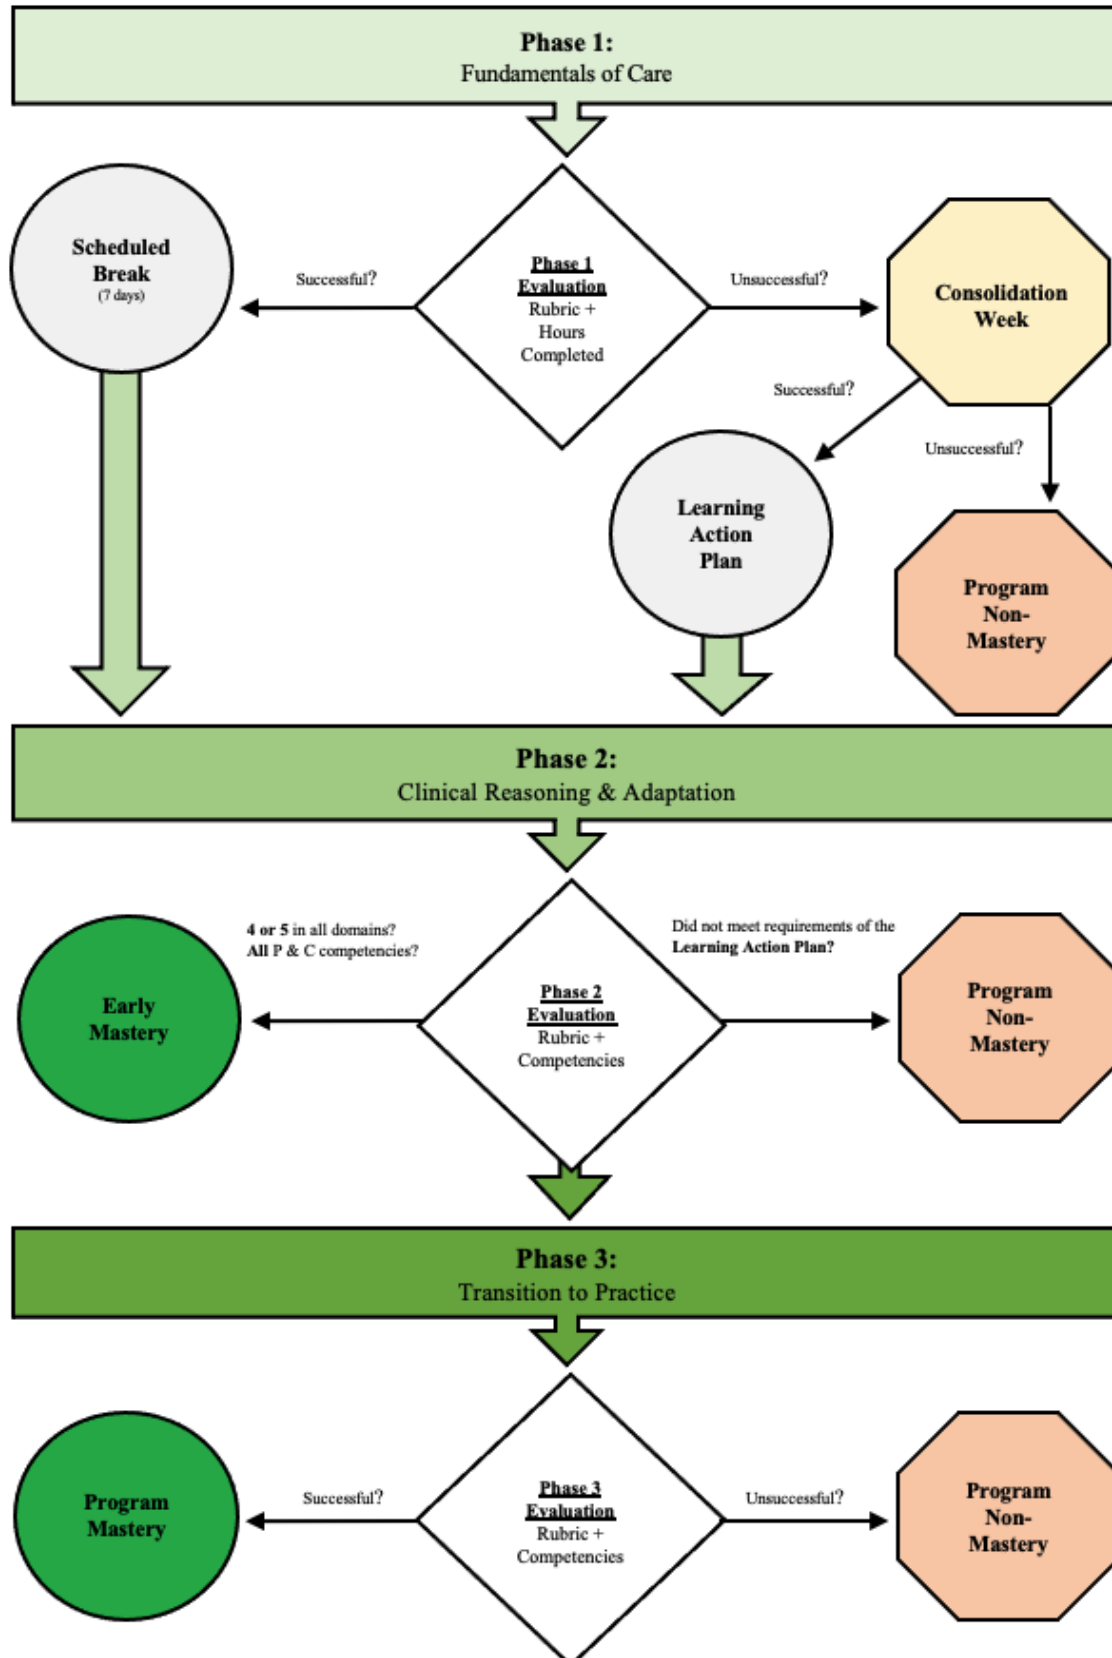 Phase 1:
Fundamentals of Care
Scheduled
Break
(7 days)
Successful?
Phase 1
Evaluation
Rubric +
Hours
Completed
Unsuccessful?
Consolidation
Week
Successful?
Unsuccessful?
Learning
Action
Plan
Program
Non-
Mastery
Phase 2:
Clinical Reasoning & Adaptation
4 or 5 in all domains?
All P & C competencies?
Did not meet requirements of the
Learning Action Plan?
Early
Mastery
Phase 2
Evaluation
Rubric +
Competencies
Program
Non-
Mastery
Phase 3:
Transition to Practice
Program
Mastery
Successful?
Phase 3
Evaluation
Rubric +
Competencies
Unsuccessful?
Program
Non-
Mastery